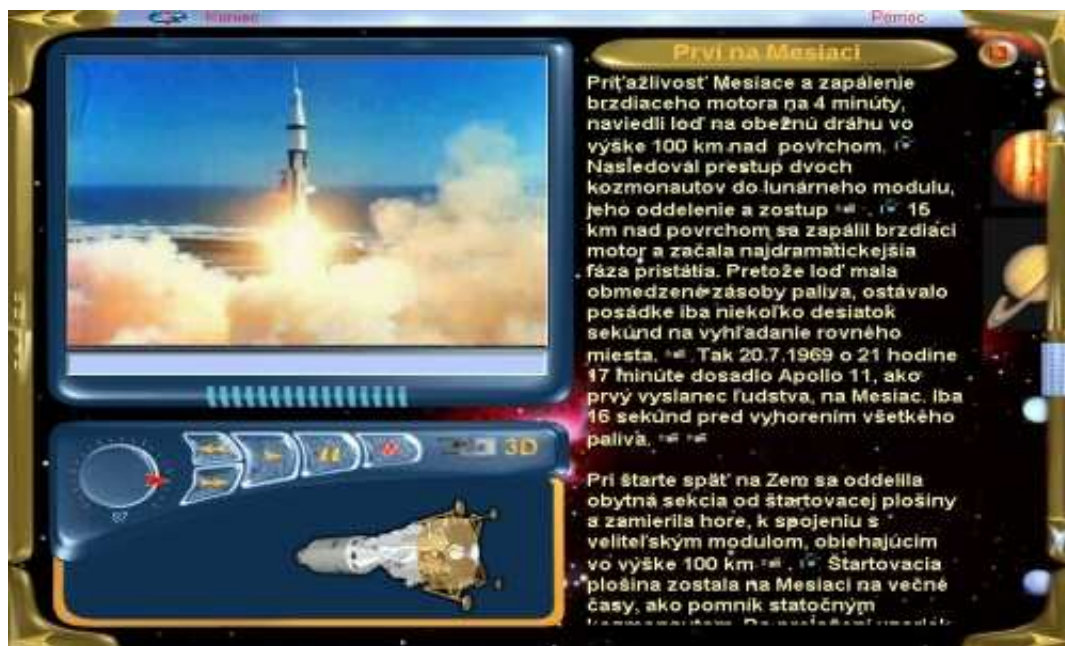 Koniec
Pomoc
Prví na Mesiaci
Príťažlivosť Mesiace a zapálenie
brzdiaceho motora na 4 minúty,
naviedli loď na obežnú dráhu vo
výške 100 km nad povrchom.
Nasledoval prestup dvoch
kozmonautov do lunárneho modulu,
jeho oddelenie a zostup . 15
km nad povrchom sa zapálil brzdiaci
motor a začala najdramatickejšia
fáza pristátia. Pretože loď mala
obmedzené zásoby paliva, ostávalo
posádke iba niekoľko desiatok
sekúnd na vyhľadanie rovného
miesta. . Tak 20.7.1969 o 21 hodine
17 minúte dosadlo Apollo 11, ako
prvý vyslanec ľudstva, na Mesiac. Iba
16 sekúnd pred vyhorením všetkého
paliva.
Pri štarte späť na Zem sa oddelila
obytná sekcia od štartovacej plošiny
a zamierila hore, k spojeniu s
veliteľským modulom, obiehajúcim
vo výške 100 km . Štartovacia
plošina zostala na Mesiaci na večné
časy, ako pomník statočným
3D